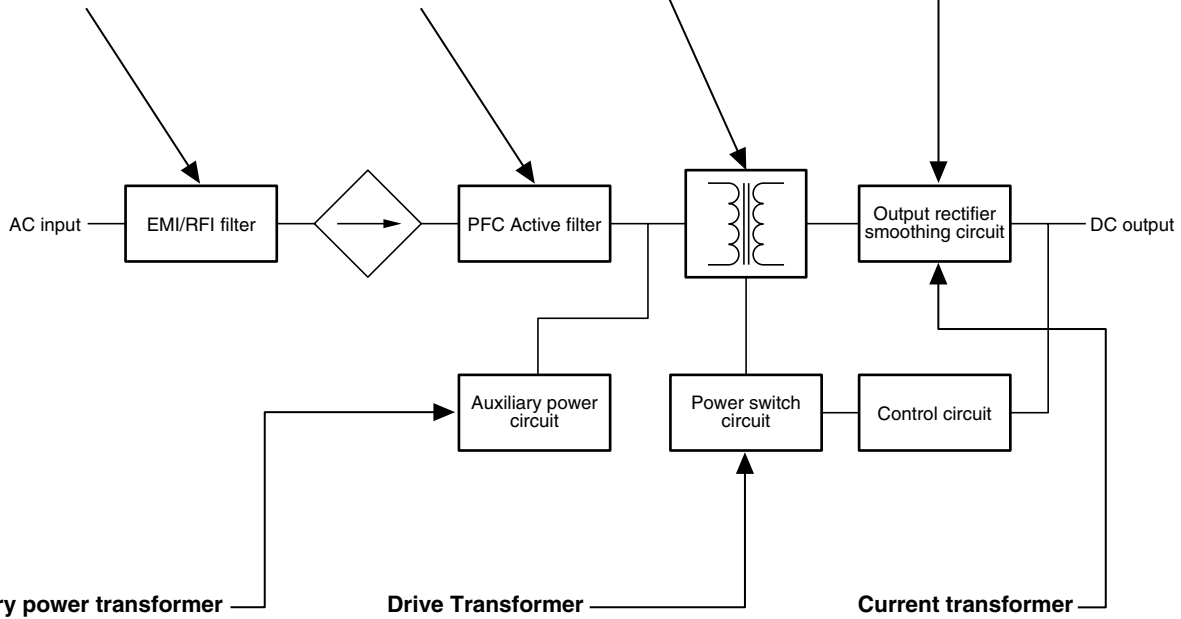 AC input
EMI/RFI filter
PFC Active filter
Output rectifier
smoothing circuit
DC output
Auxiliary power
circuit
Power switch
circuit
Control circuit
power transformer
Drive Transformer
Current transformer